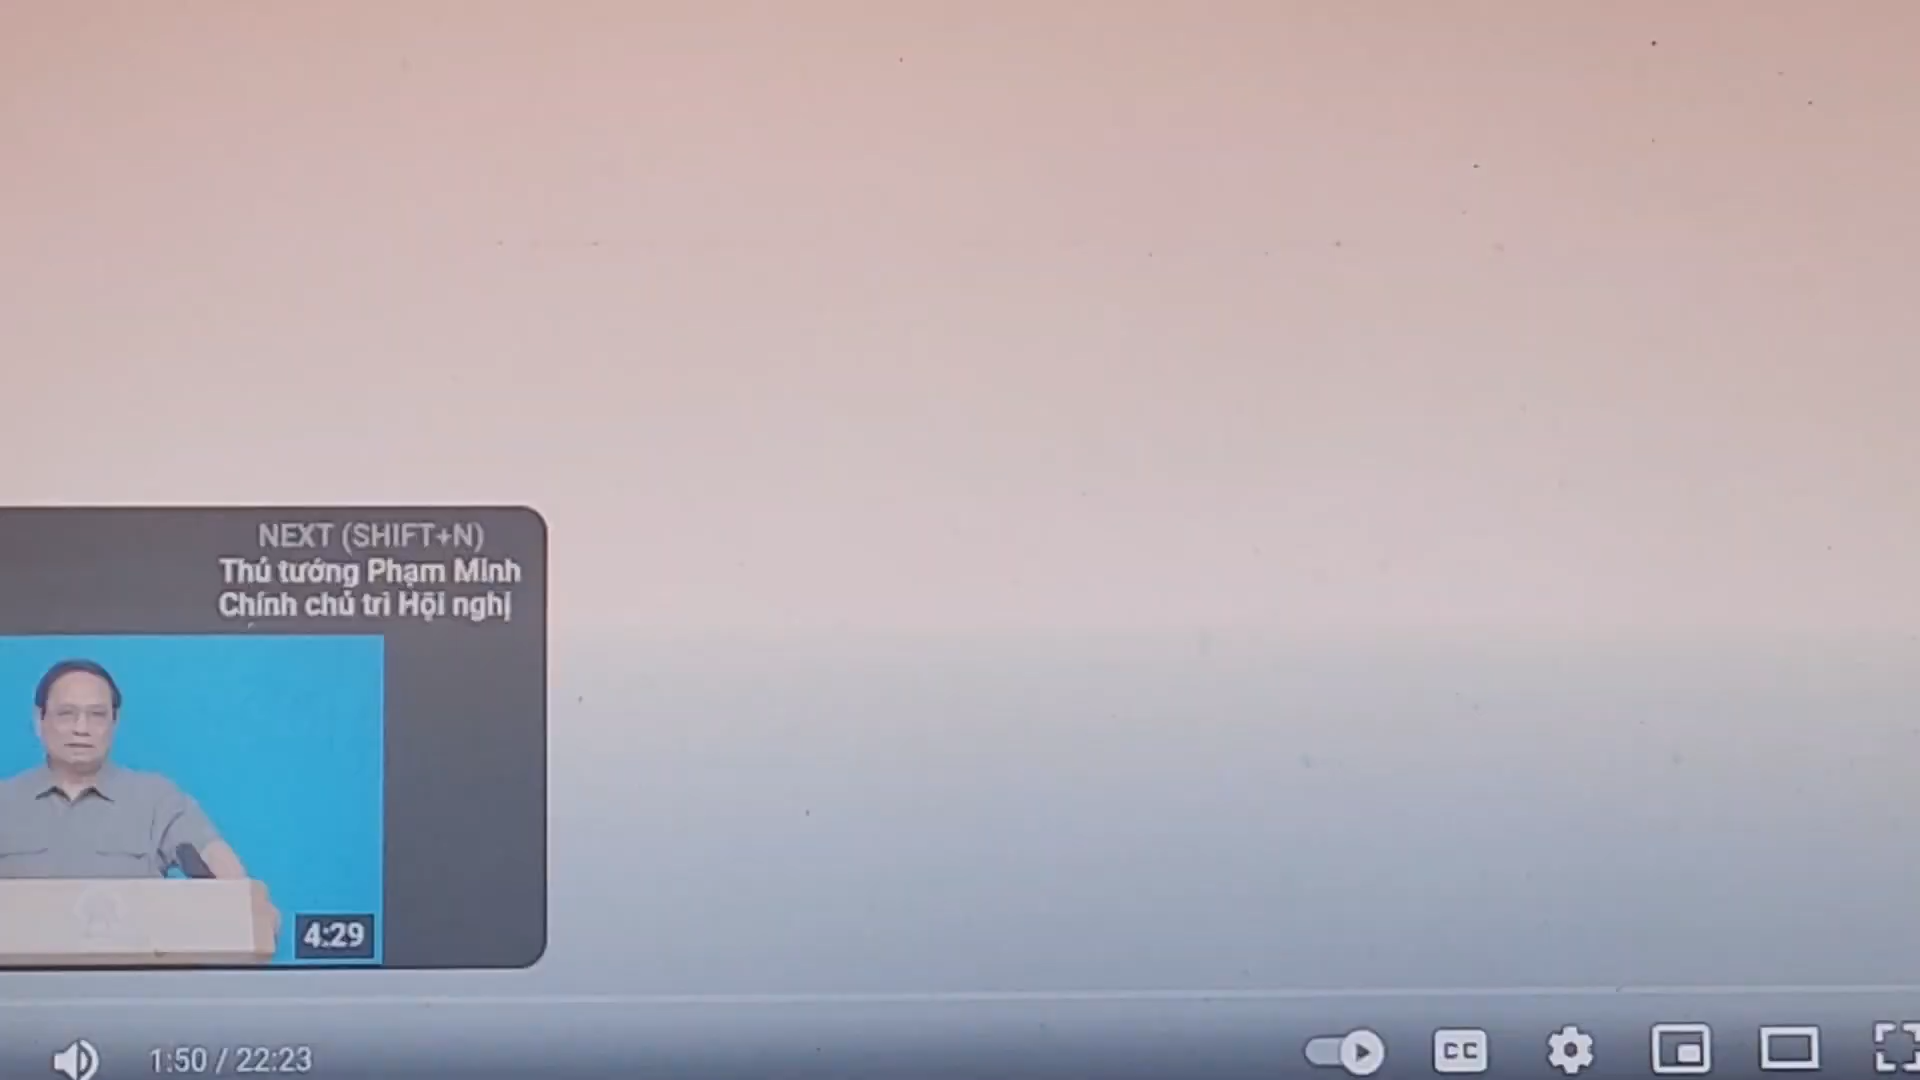 NEXT (SHIFT+N)
Thủ tướng Phạm Minh
Chính chủ trì Hội nghị
4:29
1:50 / 22:23
CC